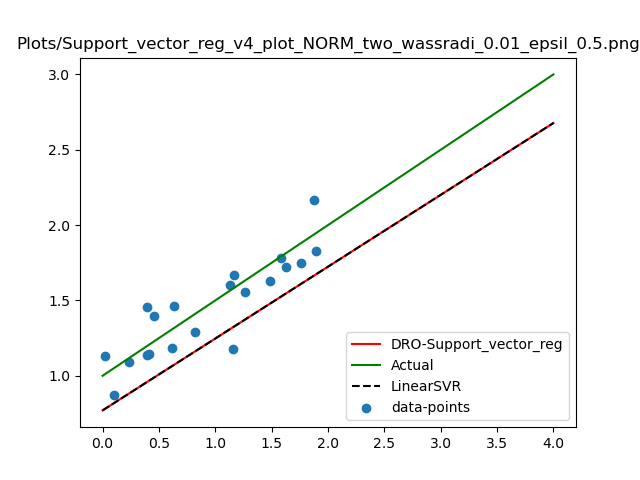 Plots/Support_vector_reg_v4_plot_NORM_two_wassradi_0.01_epsil_0.5.png
3.0
2.5
2.0
1.5
1.0
DRO-Support_vector_reg
Actual
LinearSVR
data-points
0.0 0.5 1.0 1.5 2.0 2.5 3.0 3.5 4.0